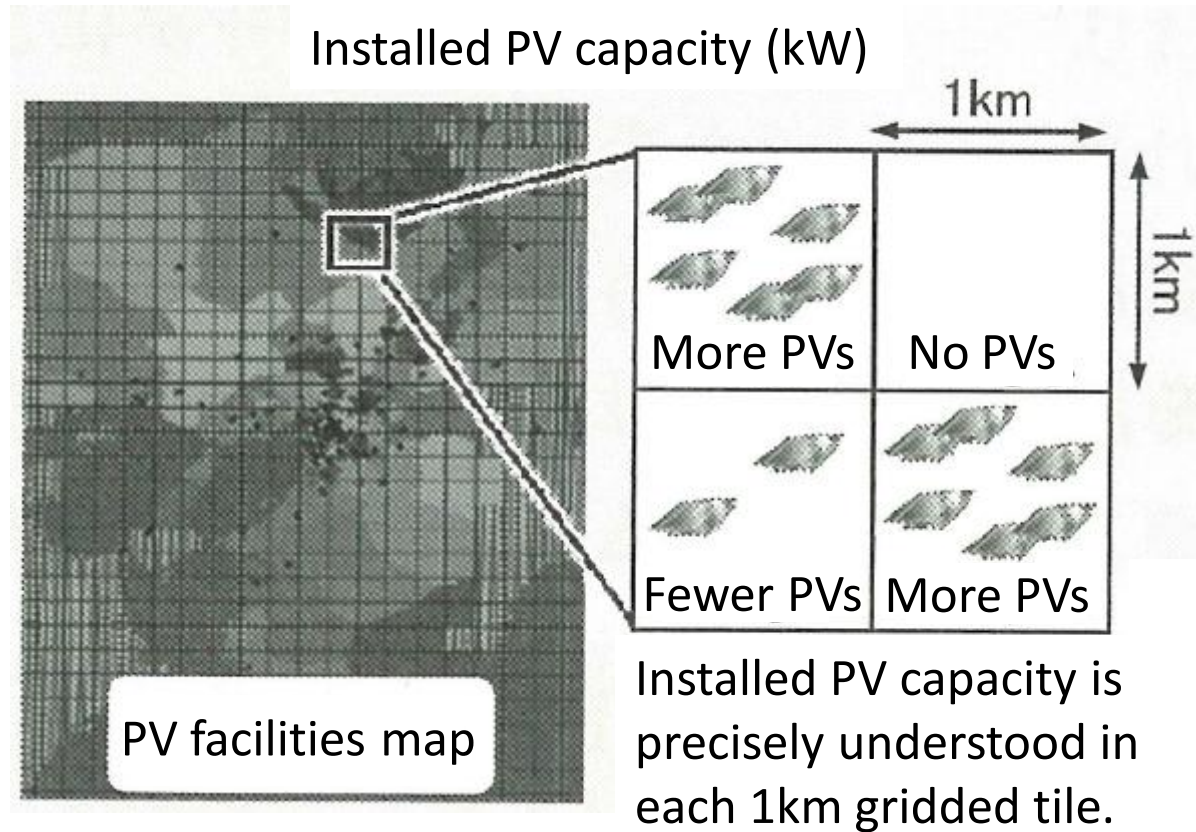 Installed PV capacity (kW)
1km
1km
More PVs
No PVs
Fewer PVs
More PVs
PV facilities map
Installed PV capacity is
precisely understood in
each 1km gridded tile.